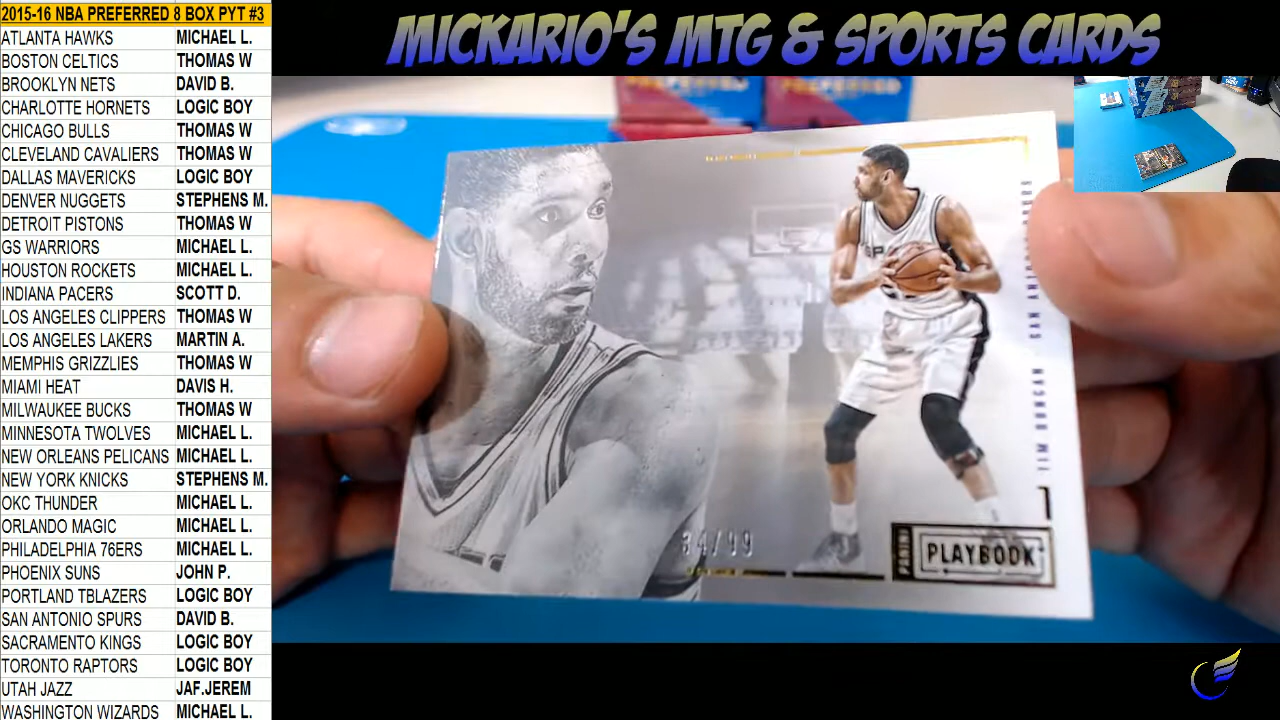 2015-16 NBA PREFERRED 8 BOX PYT #3
ATLANTA HAWKS MICHAEL L.
BOSTON CELTICS THOMAS W
BROOKLYN NETS DAVID B.
CHARLOTTE HORNETS LOGIC BOY
CHICAGO BULLS THOMAS W
CLEVELAND CAVALIERS THOMAS W
DALLAS MAVERICKS LOGIC BOY
DENVER NUGGETS STEPHENS M.
DETROIT PISTONS THOMAS W
GS WARRIORS MICHAEL L.
HOUSTON ROCKETS MICHAEL L.
INDIANA PACERS SCOTT D.
LOS ANGELES CLIPPERS THOMAS W
LOS ANGELES LAKERS MARTIN A.
MEMPHIS GRIZZLIES THOMAS W
MIAMI HEAT DAVIS H.
MILWAUKEE BUCKS THOMAS W
MINNESOTA TWOLVES MICHAEL L.
NEW ORLEANS PELICANS MICHAEL L.
NEW YORK KNICKS STEPHENS M.
OKC THUNDER MICHAEL L.
ORLANDO MAGIC MICHAEL L.
PHILADELPHIA 76ERS MICHAEL L.
PHOENIX SUNS JOHN P.
PORTLAND TBLAZERS LOGIC BOY
SAN ANTONIO SPURS DAVID B.
SACRAMENTO KINGS LOGIC BOY
TORONTO RAPTORS LOGIC BOY
UTAH JAZZ JAF.JEREM
WASHINGTON WIZARDS MICHAEL L.
MICKARIO'S MTG & SPORTS CARDS
PREFERRED
TIM DUNCAN SAN ANTONIO
/99
PANINI
PLAYBOOK